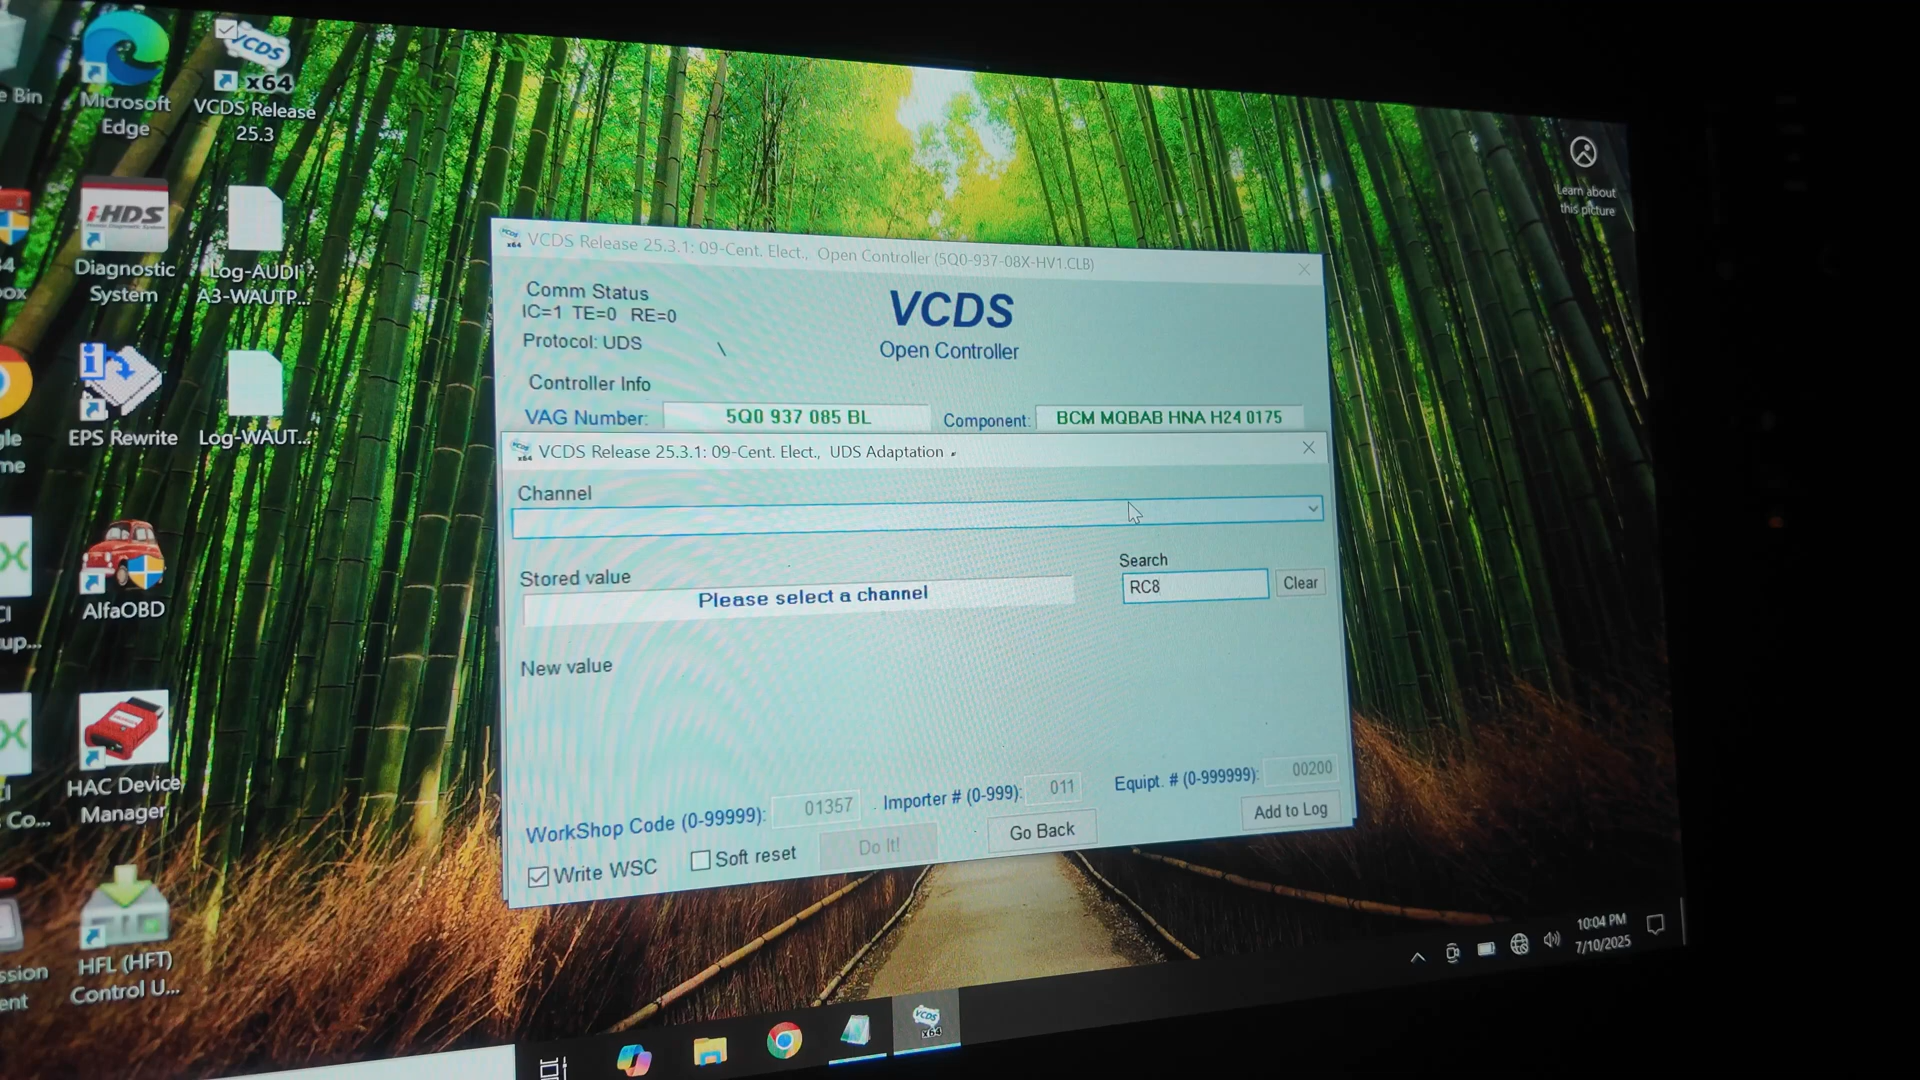 e Bin
Microsoft
Edge
VCDS
x64
VCDS Release
25.3
i-HDS
Diagnostic
System
Log-AUDI
A3-WAUTP...
EPS Rewrite
Log-WAUT...
AlfaOBD
HAC Device
Manager
HFL (HFT)
Control U...
Learn about
this picture
VCDS Release 25.3.1: 09-Cent. Elect., Open Controller (5Q0-937-08X-HV1.CLB)
Comm Status
IC=1 TE=0 RE=0
Protocol: UDS
\
VCDS
Open Controller
Controller Info
VAG Number:
5Q0 937 085 BL
Component:
BCM MQBAB HNA H24 0175
VCDS Release 25.3.1: 09-Cent. Elect., UDS Adaptation
Channel
Stored value
Please select a channel
Search
RC8
Clear
New value
WorkShop Code (0-99999):
01357
Importer # (0-999):
011
Equipt. # (0-999999):
00200
Write WSC
Soft reset
Do It!
Go Back
Add to Log
10:04 PM
7/10/2025
VCDS
x64